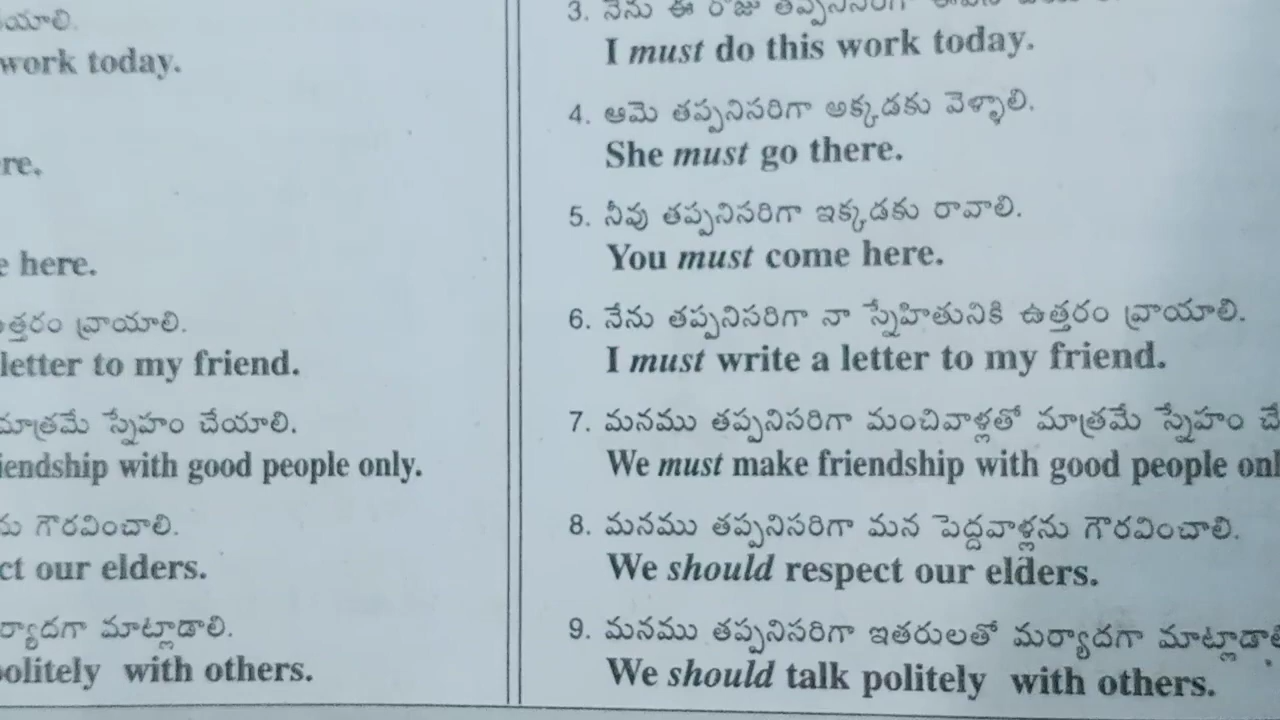 యాలి.
work today.
re.
e here.
ఉత్తరం వ్రాయాలి.
letter to my friend.
మాత్రమే స్నేహం చేయాలి.
iendship with good people only.
ను గౌరవించాలి.
ct our elders.
ర్యాదగా మాట్లాడాలి.
politely with others.
3. నేను ఈ రోజు తప్పనిసరిగా
I must do this work today.
4. ఆమె తప్పనిసరిగా అక్కడకు వెళ్ళాలి.
She must go there.
5. నీవు తప్పనిసరిగా ఇక్కడకు రావాలి.
You must come here.
6. నేను తప్పనిసరిగా నా స్నేహితునికి ఉత్తరం వ్రాయాలి.
I must write a letter to my friend.
7. మనము తప్పనిసరిగా మంచివాళ్లతో మాత్రమే స్నేహం చే
We must make friendship with good people onl
8. మనము తప్పనిసరిగా మన పెద్దవాళ్లను గౌరవించాలి.
We should respect our elders.
9. మనము తప్పనిసరిగా ఇతరులతో మర్యాదగా మాట్లాడా
We should talk politely with others.